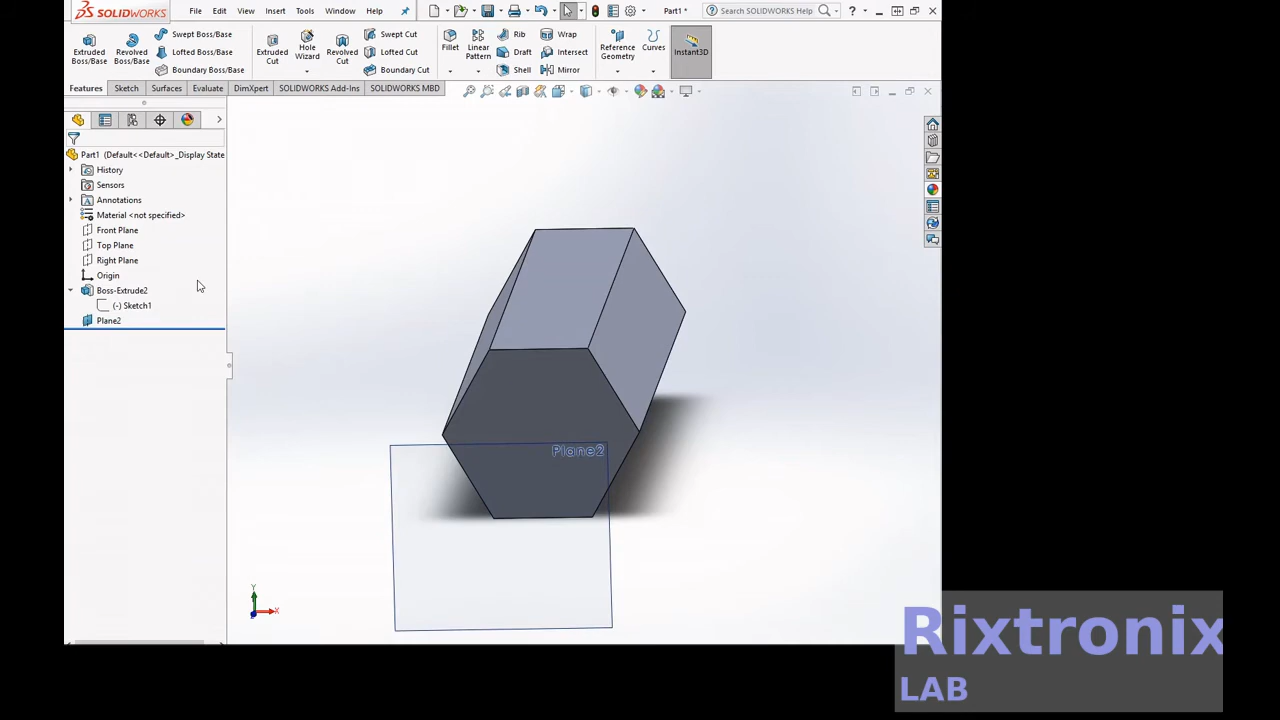 SOLIDWORKS File Edit View Insert Tools Window Help Part1 * Search SOLIDWORKS Help
Extruded Boss/Base
Revolved Boss/Base
Swept Boss/Base
Lofted Boss/Base
Boundary Boss/Base
Extruded Cut
Hole Wizard
Revolved Cut
Swept Cut
Lofted Cut
Boundary Cut
Fillet
Linear Pattern
Rib
Draft
Shell
Wrap
Intersect
Mirror
Reference Geometry
Curves
Instant3D
Features Sketch Surfaces Evaluate DimXpert SOLIDWORKS Add-Ins SOLIDWORKS MBD
Part1 (Default<<Default>_Display State
History
Sensors
Annotations
Material <not specified>
Front Plane
Top Plane
Right Plane
Origin
Boss-Extrude2
(-) Sketch1
Plane2
Plane2
Y
X
Rixtronix
LAB